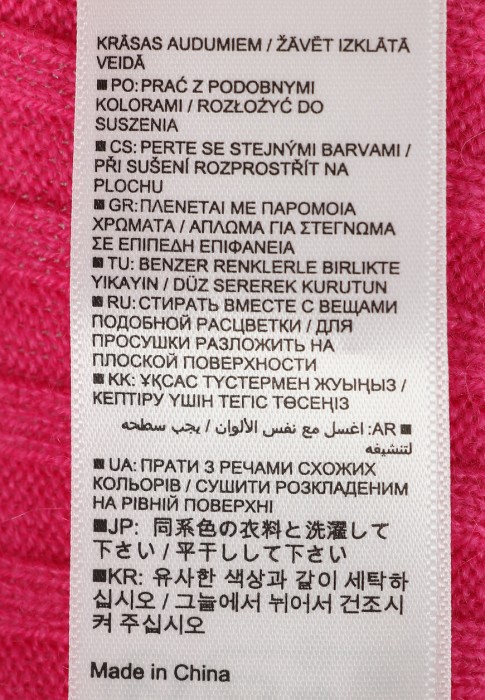 KRĀSAS AUDUMIEM / ŽĀVĒT IZKLĀTĀ
VEIDĀ
PO: PRAĆ Z PODOBNYMI
KOLORAMI / ROZŁOŻYĆ DO
SUSZENIA
CS: PERTE SE STEJNÝMI BARVAMI /
PŘI SUŠENÍ ROZPROSTŘÍT NA
PLOCHU
GR: ΠΛΕΝΕΤΑΙ ΜΕ ΠΑΡΟΜΟΙΑ
ΧΡΩΜΑΤΑ / ΑΠΛΩΜΑ ΓΙΑ ΣΤΕΓΝΩΜΑ
ΣΕ ΕΠΙΠΕΔΗ ΕΠΙΦΑΝΕΙΑ
TU: BENZER RENKLERLE BIRLIKTE
YIKAYIN / DÜZ SEREREK KURUTUN
RU: СТИРАТЬ ВМЕСТЕ С ВЕЩАМИ
ПОДОБНОЙ РАСЦВЕТКИ / ДЛЯ
ПРОСУШКИ РАЗЛОЖИТЬ НА
ПЛОСКОЙ ПОВЕРХНОСТИ
KK: ҰҚСАС ТҮСТЕРМЕН ЖУЫҢЫЗ /
КЕПТІРУ ҮШІН ТЕГІС ТӨСЕҢІЗ
AR: اغسل مع نفس الألوان / يجب سطحه
لتنشيفه
UA: ПРАТИ З РЕЧАМИ СХОЖИХ
КОЛЬОРІВ / СУШИТИ РОЗКЛАДЕНИМ
НА РІВНІЙ ПОВЕРХНІ
JP: 同系色の衣料と洗濯して
下さい / 平干しして下さい
KR: 유사한 색상과 같이 세탁하
십시오 / 그늘에서 뉘어서 건조시
켜 주십시오
Made in China